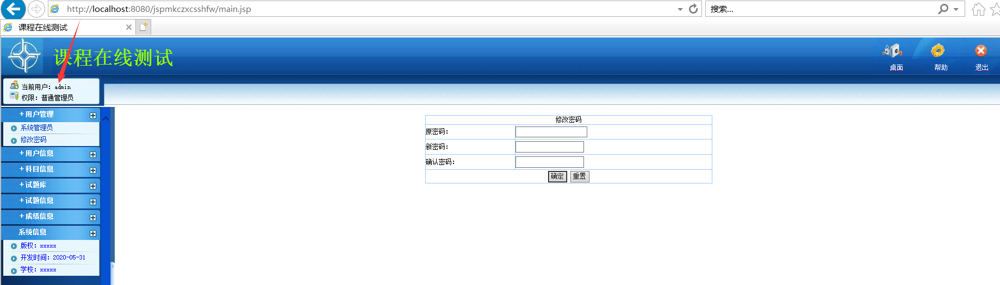 http://localhost:8080/jspmkczxcsshfw/main.jsp
搜索...
课程在线测试
课程在线测试
桌面
帮助
退出
当前用户：admin
权限：普通管理员
+用户管理
系统管理员
修改密码
+用户信息
+科目信息
+试题库
+试题信息
+成绩信息
系统信息
版权：xxxxx
开发时间：2020-05-31
学校：xxxxx
修改密码
原密码：
新密码：
确认密码：
确定 重置